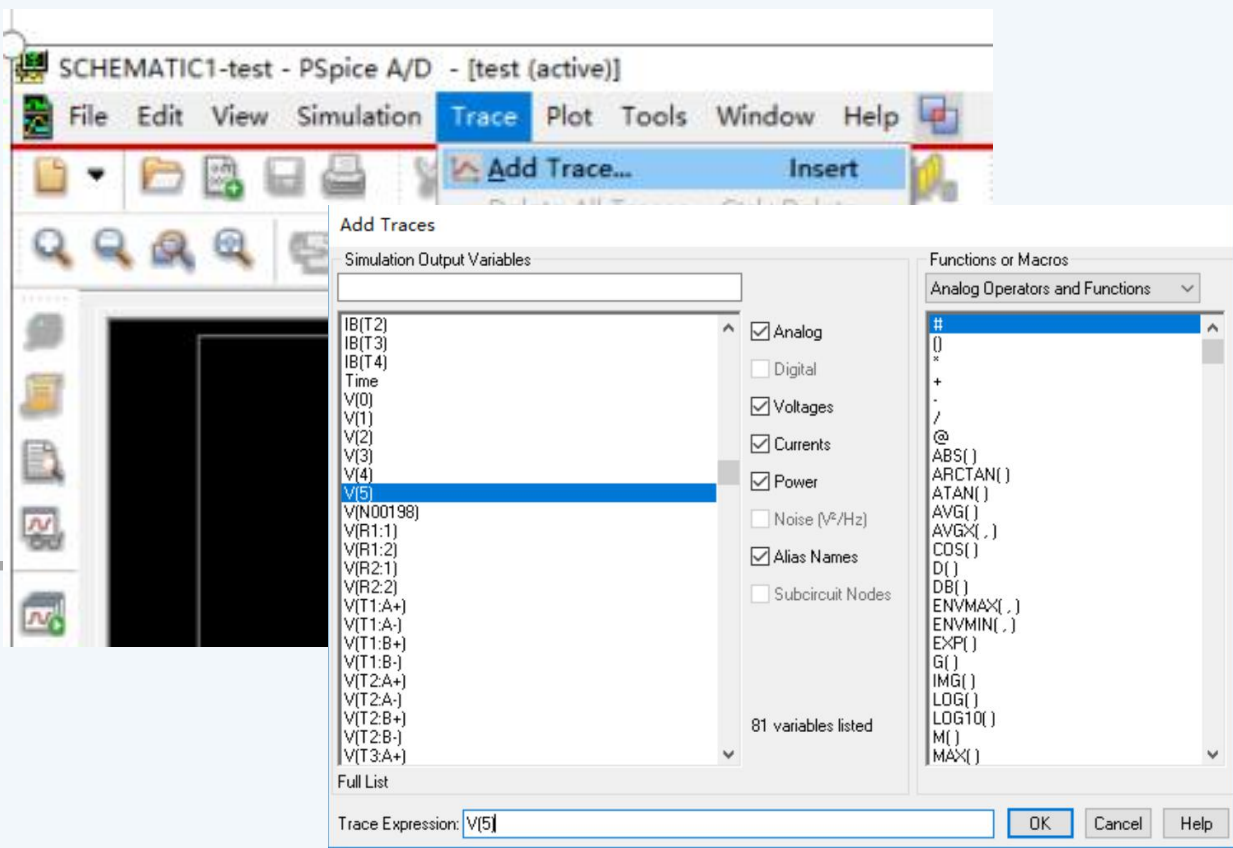 SCHEMATIC1-test - PSpice A/D - [test (active)]
File Edit View Simulation Trace Plot Tools Window Help
Add Trace... Insert
Add Traces
Simulation Output Variables
IB(T2)
IB(T3)
IB(T4)
Time
V(0)
V(1)
V(2)
V(3)
V(4)
V(5)
V(N00198)
V(R1:1)
V(R1:2)
V(R2:1)
V(R2:2)
V(T1:A+)
V(T1:A-)
V(T1:B+)
V(T1:B-)
V(T2:A+)
V(T2:A-)
V(T2:B+)
V(T2:B-)
V(T3:A+)
Full List
Analog
Digital
Voltages
Currents
Power
Noise (V²/Hz)
Alias Names
Subcircuit Nodes
81 variables listed
Functions or Macros
Analog Operators and Functions
#
()
*
+
-
/
@
ABS( )
ARCTAN( )
ATAN( )
AVG( )
AVGX( , )
COS( )
D( )
DB( )
ENVMAX( , )
ENVMIN( , )
EXP( )
G( )
IMG( )
LOG( )
LOG10( )
M( )
MAX( )
Trace Expression: V(5)
OK Cancel Help